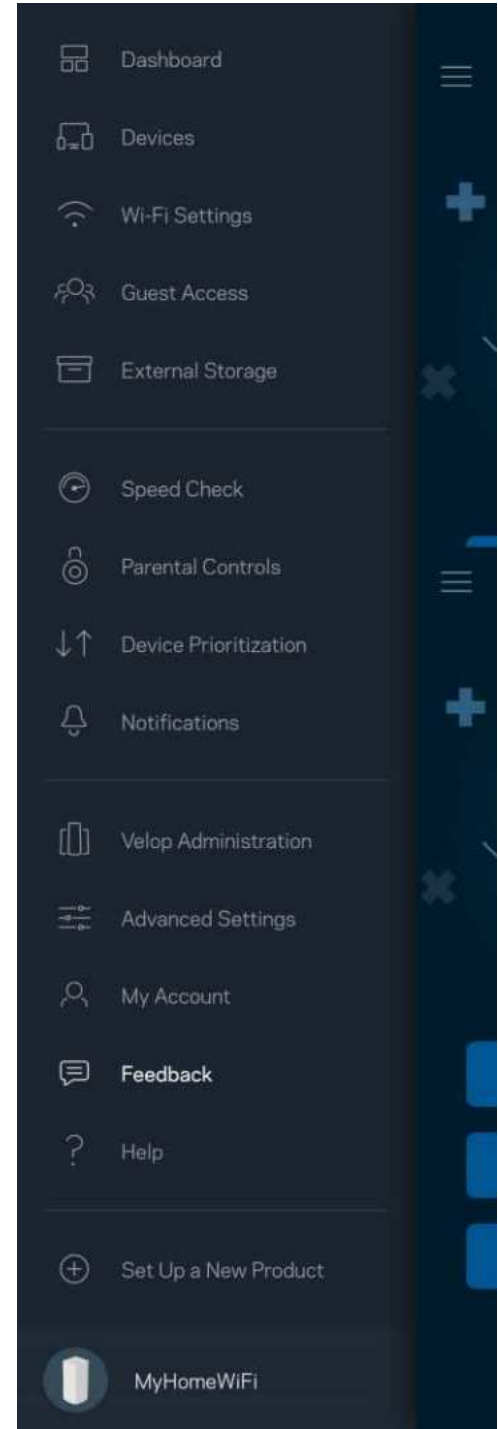 Dashboard
Devices
Wi-Fi Settings
Guest Access
External Storage
Speed Check
Parental Controls
Device Prioritization
Notifications
Velop Administration
Advanced Settings
My Account
Feedback
Help
Set Up a New Product
MyHomeWiFi